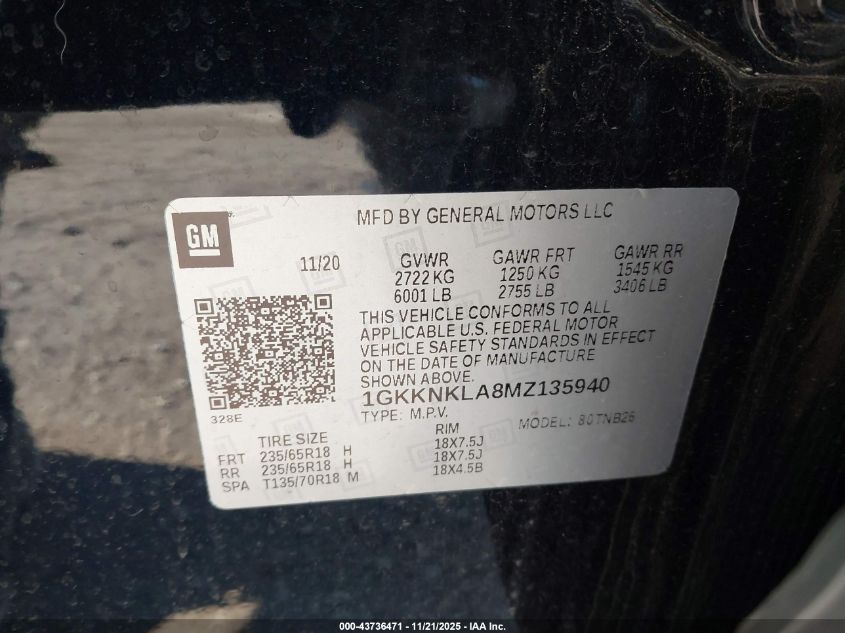 MFD BY GENERAL MOTORS LLC
GM
11/20
GVWR GAWR FRT GAWR RR
2722 KG 1250 KG 1545 KG
6001 LB 2755 LB 3406 LB
THIS VEHICLE CONFORMS TO ALL
APPLICABLE U.S. FEDERAL MOTOR
VEHICLE SAFETY STANDARDS IN EFFECT
ON THE DATE OF MANUFACTURE
SHOWN ABOVE.
1GKKNKLA8MZ135940
TYPE: M.P.V. MODEL: 80TNB26
328E
TIRE SIZE RIM
FRT 235/65R18 H 18X7.5J
RR 235/65R18 H 18X7.5J
SPA T135/70R18 M 18X4.5B
000-43736471 - 11/21/2025 - IAA Inc.